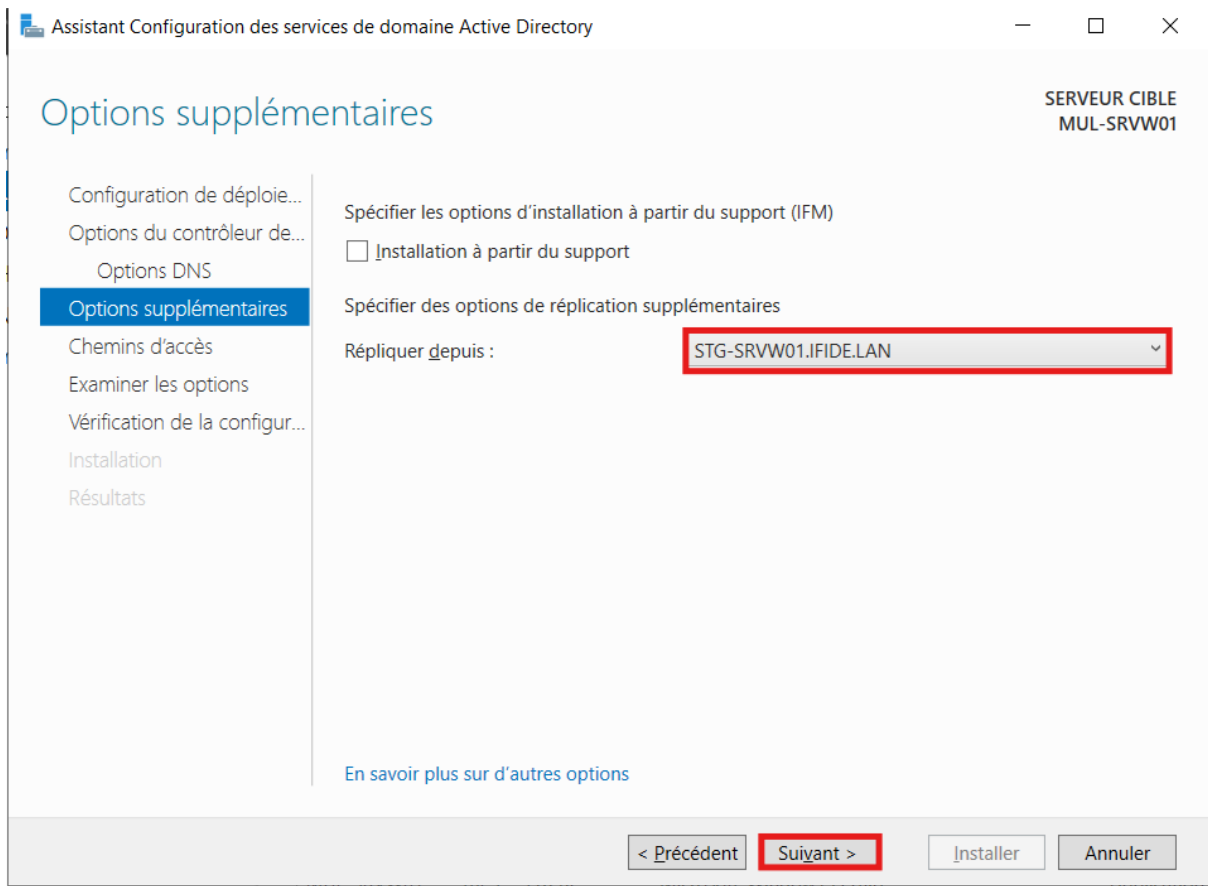 Assistant Configuration des services de domaine Active Directory
Options supplémentaires
SERVEUR CIBLE
MUL-SRVW01
Configuration de déploie...
Options du contrôleur de...
Options DNS
Options supplémentaires
Chemins d'accès
Examiner les options
Vérification de la configur...
Installation
Résultats
Spécifier les options d'installation à partir du support (IFM)
Installation à partir du support
Spécifier des options de réplication supplémentaires
Répliquer depuis : STG-SRVW01.IFIDE.LAN
En savoir plus sur d'autres options
< Précédent Suivant > Installer Annuler